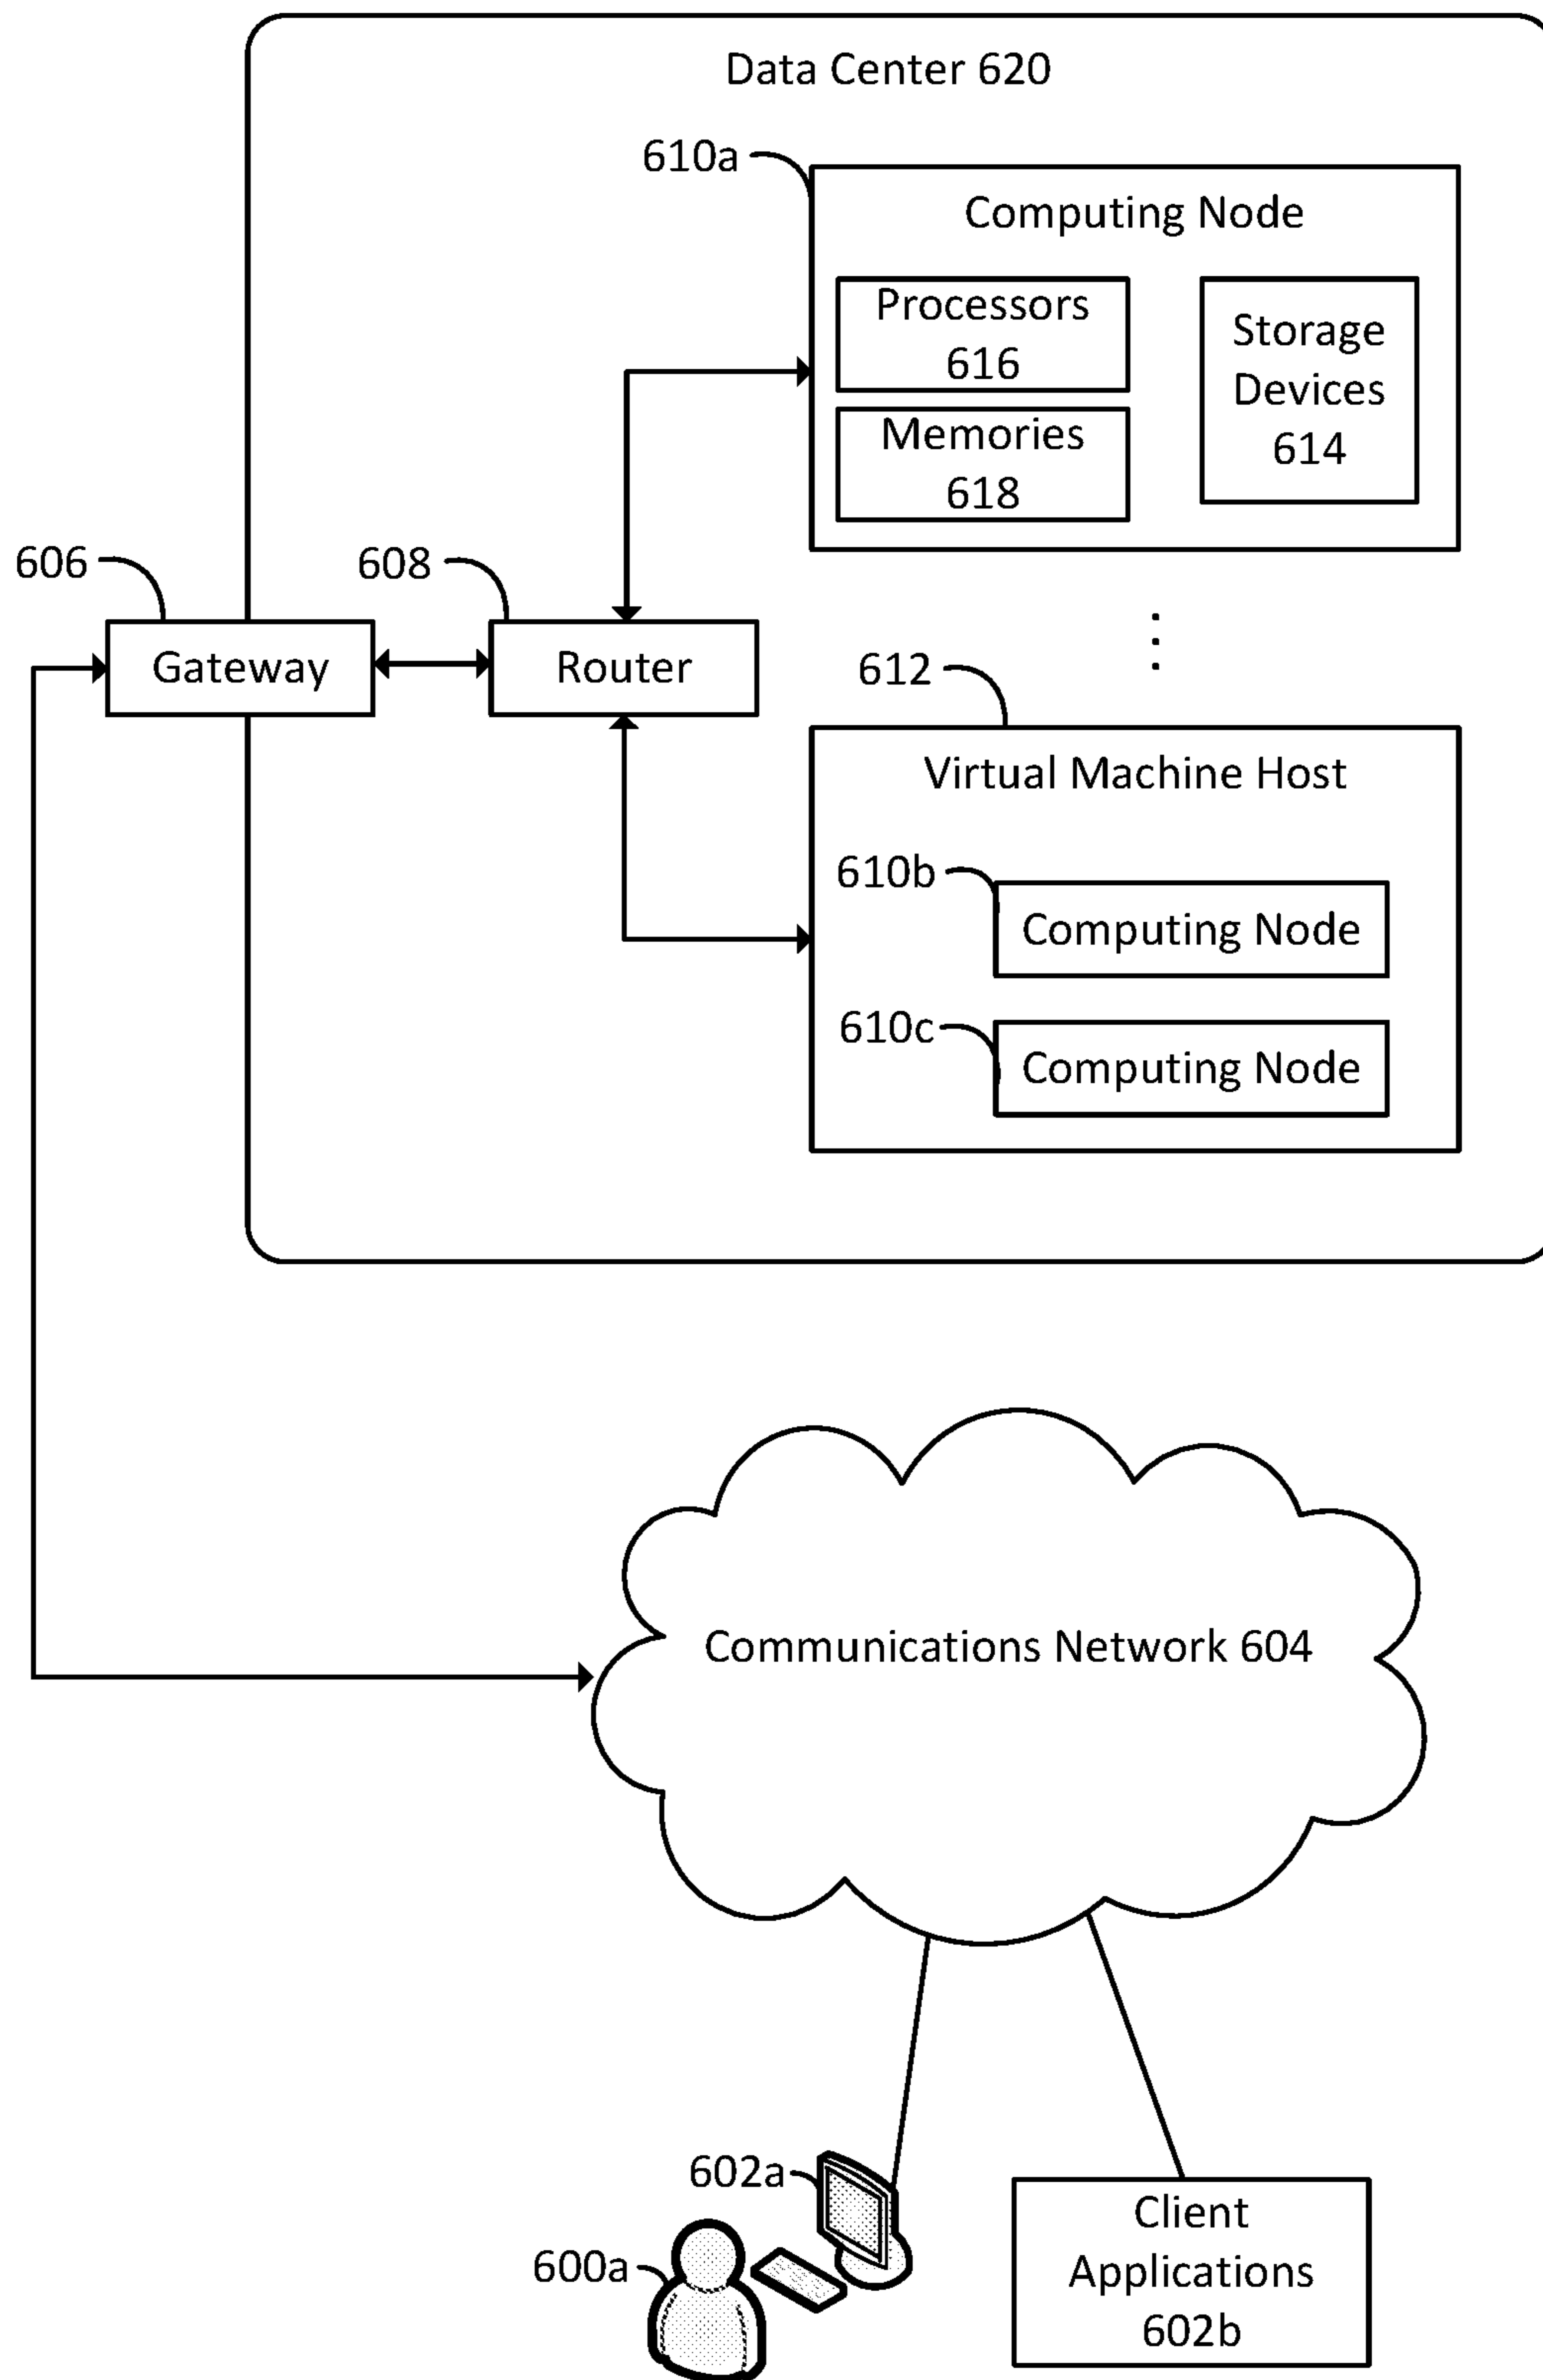 Data Center 620
610a
Computing Node
Processors
616
Storage
Devices
614
Memories
618
606
608
Gateway
Router
612
Virtual Machine Host
610b
Computing Node
610c
Computing Node
Communications Network 604
602a
600a
Client
Applications
602b